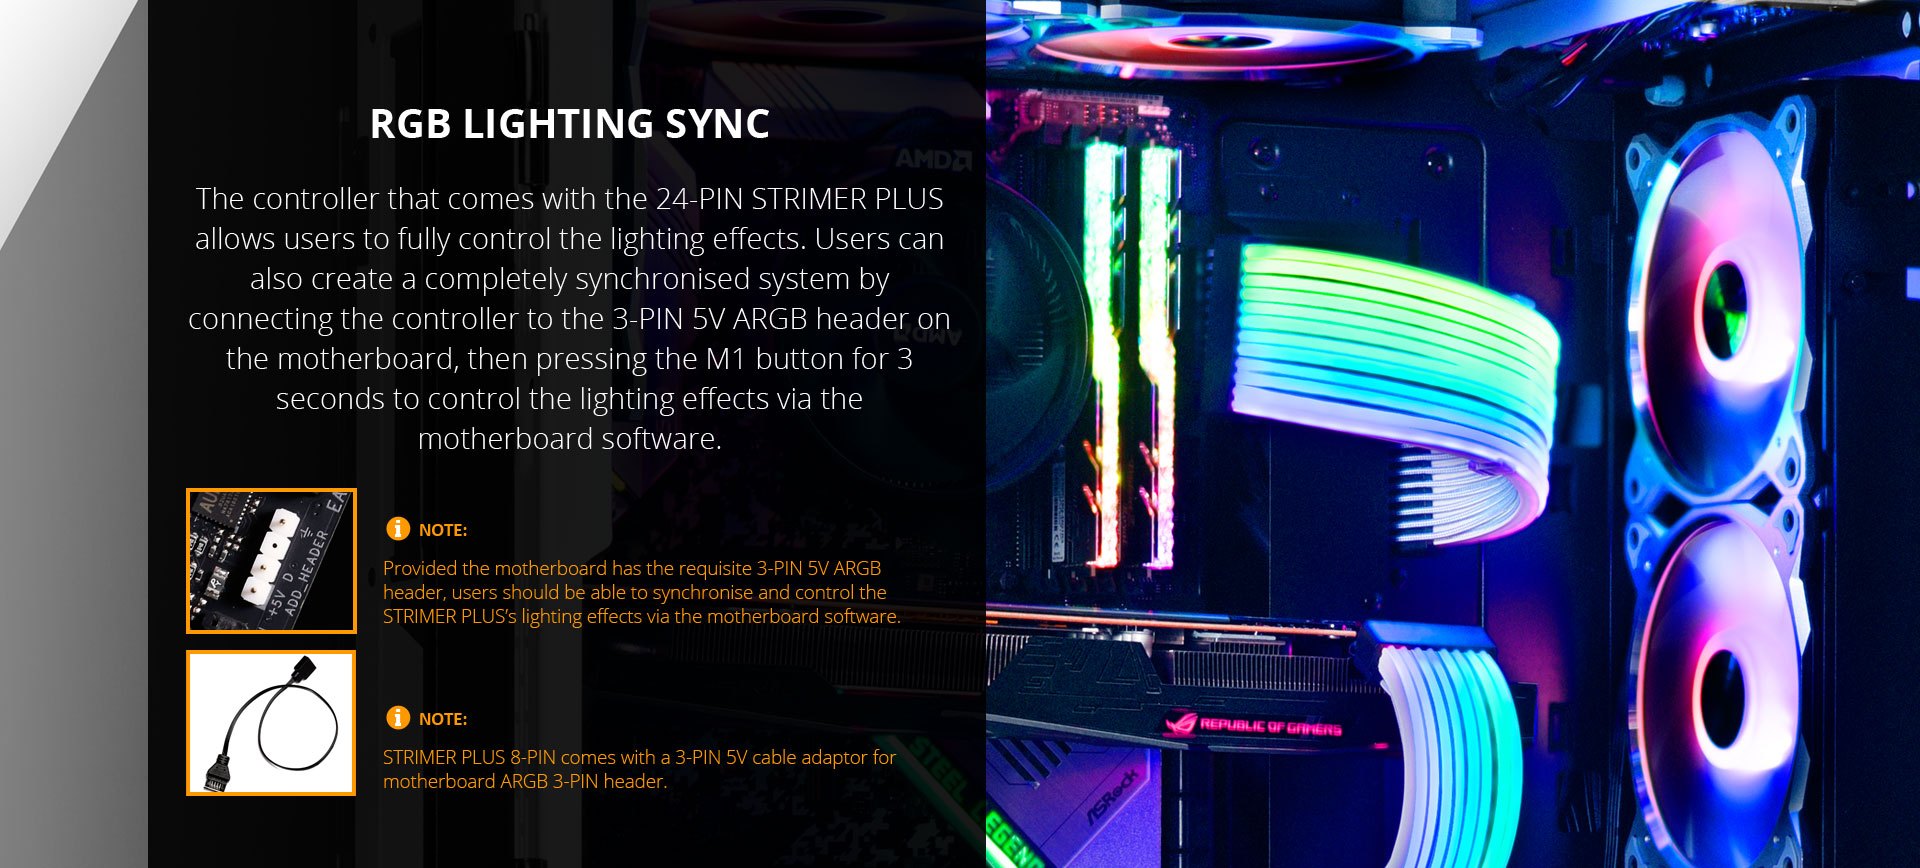 RGB LIGHTING SYNC
The controller that comes with the 24-PIN STRIMER PLUS
allows users to fully control the lighting effects. Users can
also create a completely synchronised system by
connecting the controller to the 3-PIN 5V ARGB header on
the motherboard, then pressing the M1 button for 3
seconds to control the lighting effects via the
motherboard software.
AU
EA
+5V D
ADD_HEADER
NOTE:
Provided the motherboard has the requisite 3-PIN 5V ARGB
header, users should be able to synchronise and control the
STRIMER PLUS’s lighting effects via the motherboard software.
NOTE:
STRIMER PLUS 8-PIN comes with a 3-PIN 5V cable adaptor for
motherboard ARGB 3-PIN header.
AMD
AMD
REPUBLIC OF GAMERS
ASRock
STEEL LEGEND